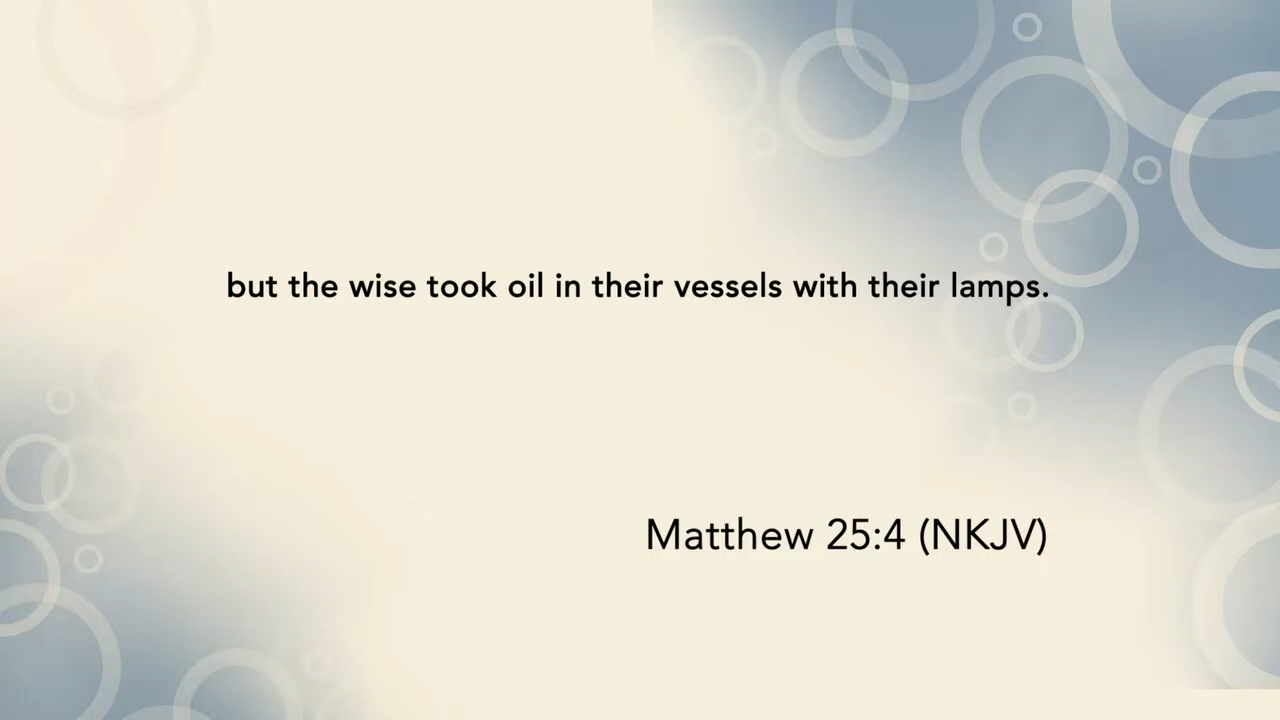 but the wise took oil in their vessels with their lamps.
Matthew 25:4 (NKJV)